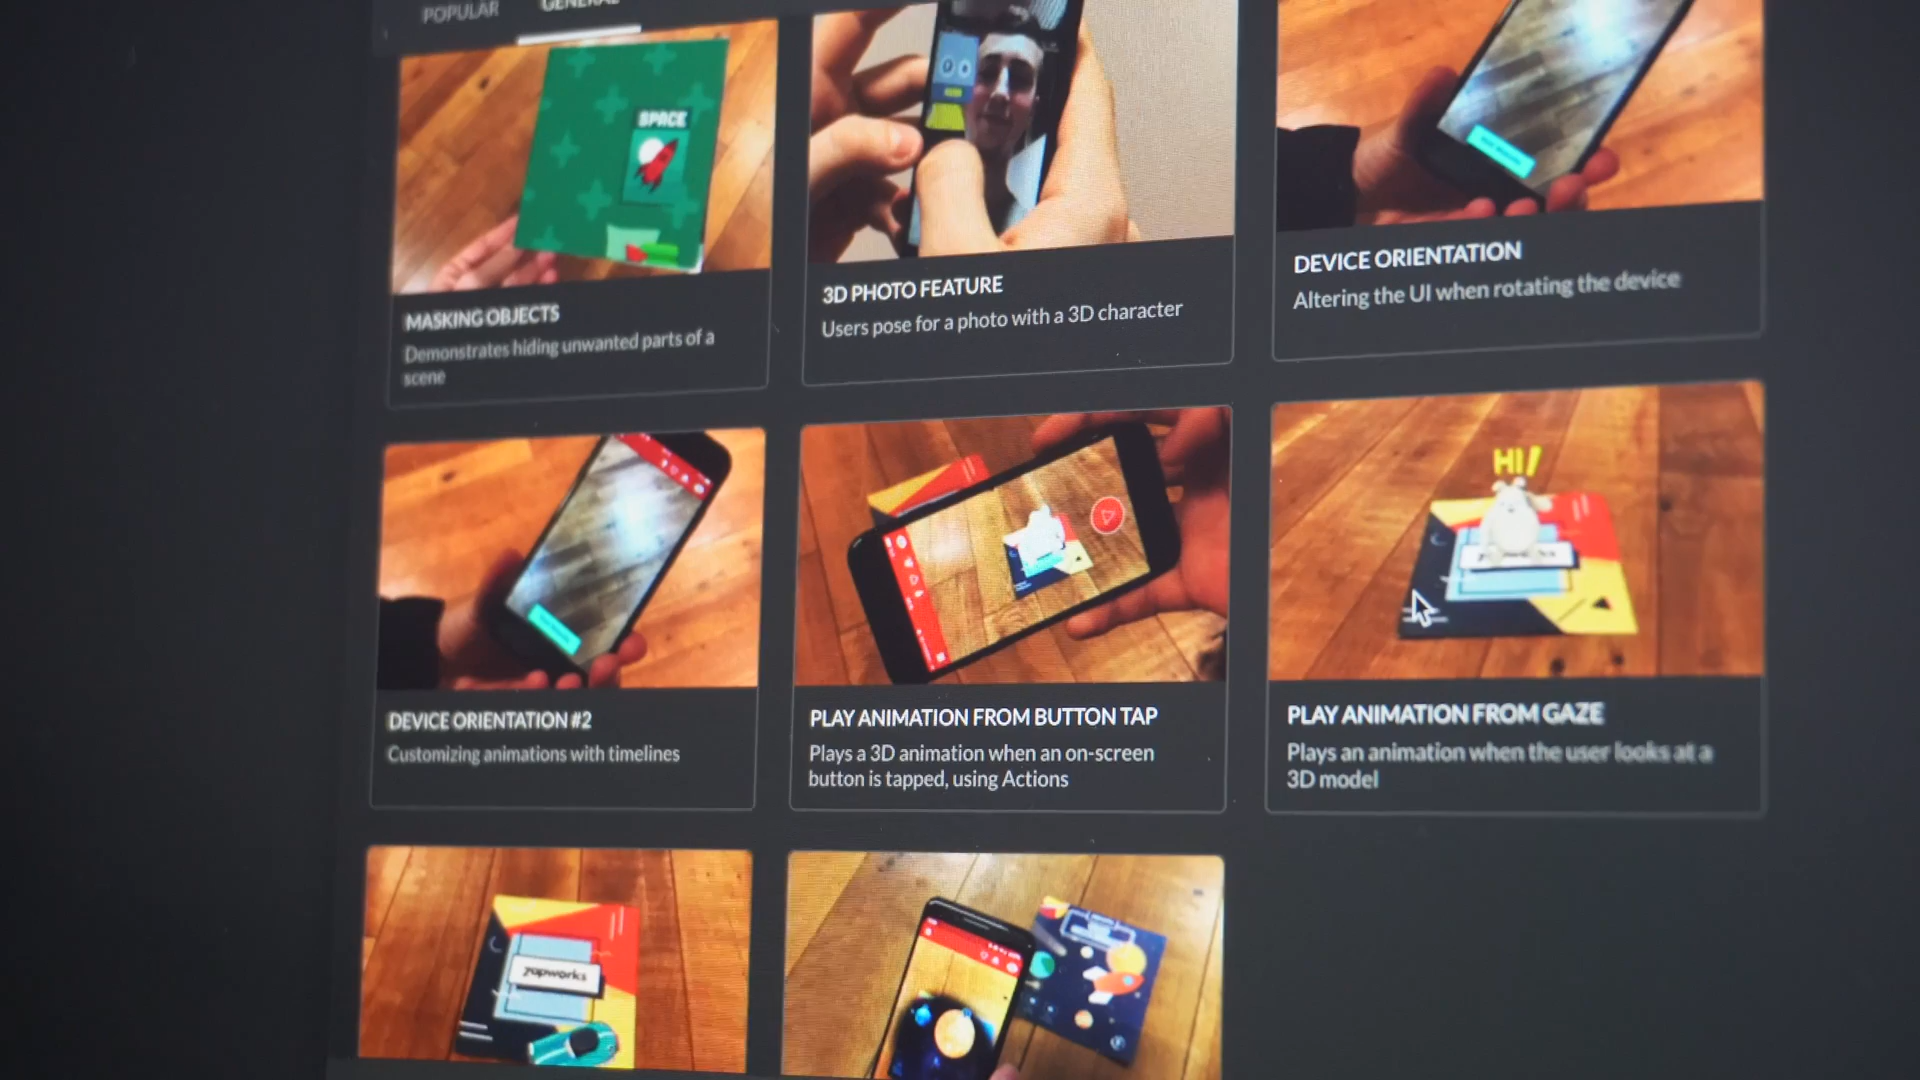 POPULAR
GENERAL
SPACE
MASKING OBJECTS
Demonstrates hiding unwanted parts of a
scene
3D PHOTO FEATURE
Users pose for a photo with a 3D character
DEVICE ORIENTATION
Altering the UI when rotating the device
DEVICE ORIENTATION #2
Customizing animations with timelines
PLAY ANIMATION FROM BUTTON TAP
Plays a 3D animation when an on-screen
button is tapped, using Actions
HI!
PLAY ANIMATION FROM GAZE
Plays an animation when the user looks at a
3D model
zapworks